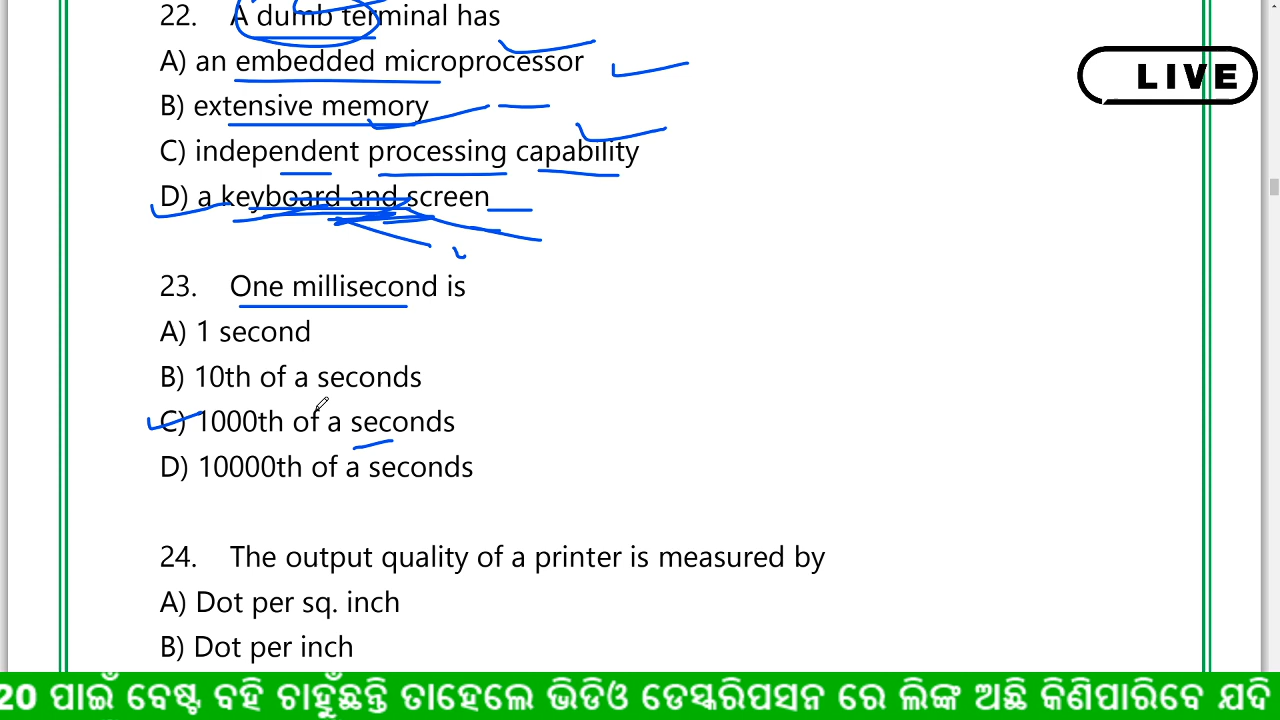 22. A dumb terminal has
A) an embedded microprocessor
LIVE
B) extensive memory
C) independent processing capability
D) a keyboard and screen
23. One millisecond is
A) 1 second
B) 10th of a seconds
C) 1000th of a seconds
D) 10000th of a seconds
24. The output quality of a printer is measured by
A) Dot per sq. inch
B) Dot per inch
20 ପାଇଁ ବେଷ୍ଟ ବହି ଚାହୁଁଛନ୍ତି ତାହେଲେ ଭିଡିଓ ଡେସ୍କରିପସନ ରେ ଲିଙ୍କ ଅଛି କିଣିପାରିବେ ଯଦି